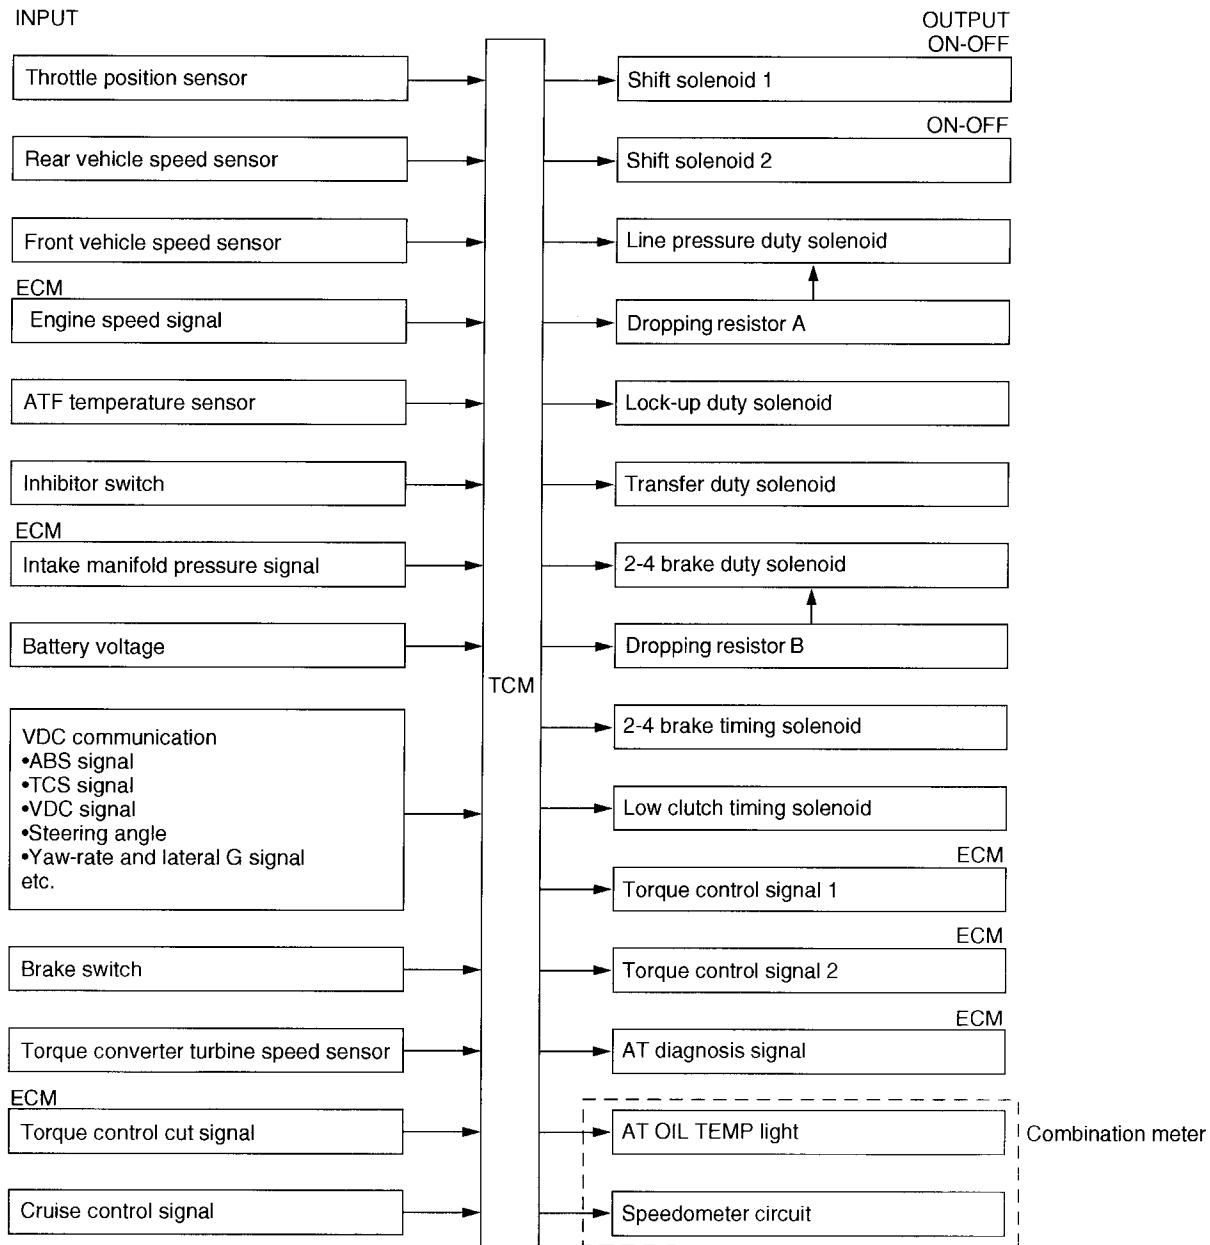 INPUT
OUTPUT
ON-OFF
Throttle position sensor
Shift solenoid 1
ON-OFF
Rear vehicle speed sensor
Shift solenoid 2
Front vehicle speed sensor
Line pressure duty solenoid
ECM
Engine speed signal
Dropping resistor A
ATF temperature sensor
Lock-up duty solenoid
Inhibitor switch
Transfer duty solenoid
ECM
Intake manifold pressure signal
2-4 brake duty solenoid
Battery voltage
Dropping resistor B
TCM
VDC communication
•ABS signal
•TCS signal
•VDC signal
•Steering angle
•Yaw-rate and lateral G signal
etc.
2-4 brake timing solenoid
Low clutch timing solenoid
ECM
Torque control signal 1
ECM
Brake switch
Torque control signal 2
ECM
Torque converter turbine speed sensor
AT diagnosis signal
ECM
Torque control cut signal
AT OIL TEMP light
Combination meter
Cruise control signal
Speedometer circuit